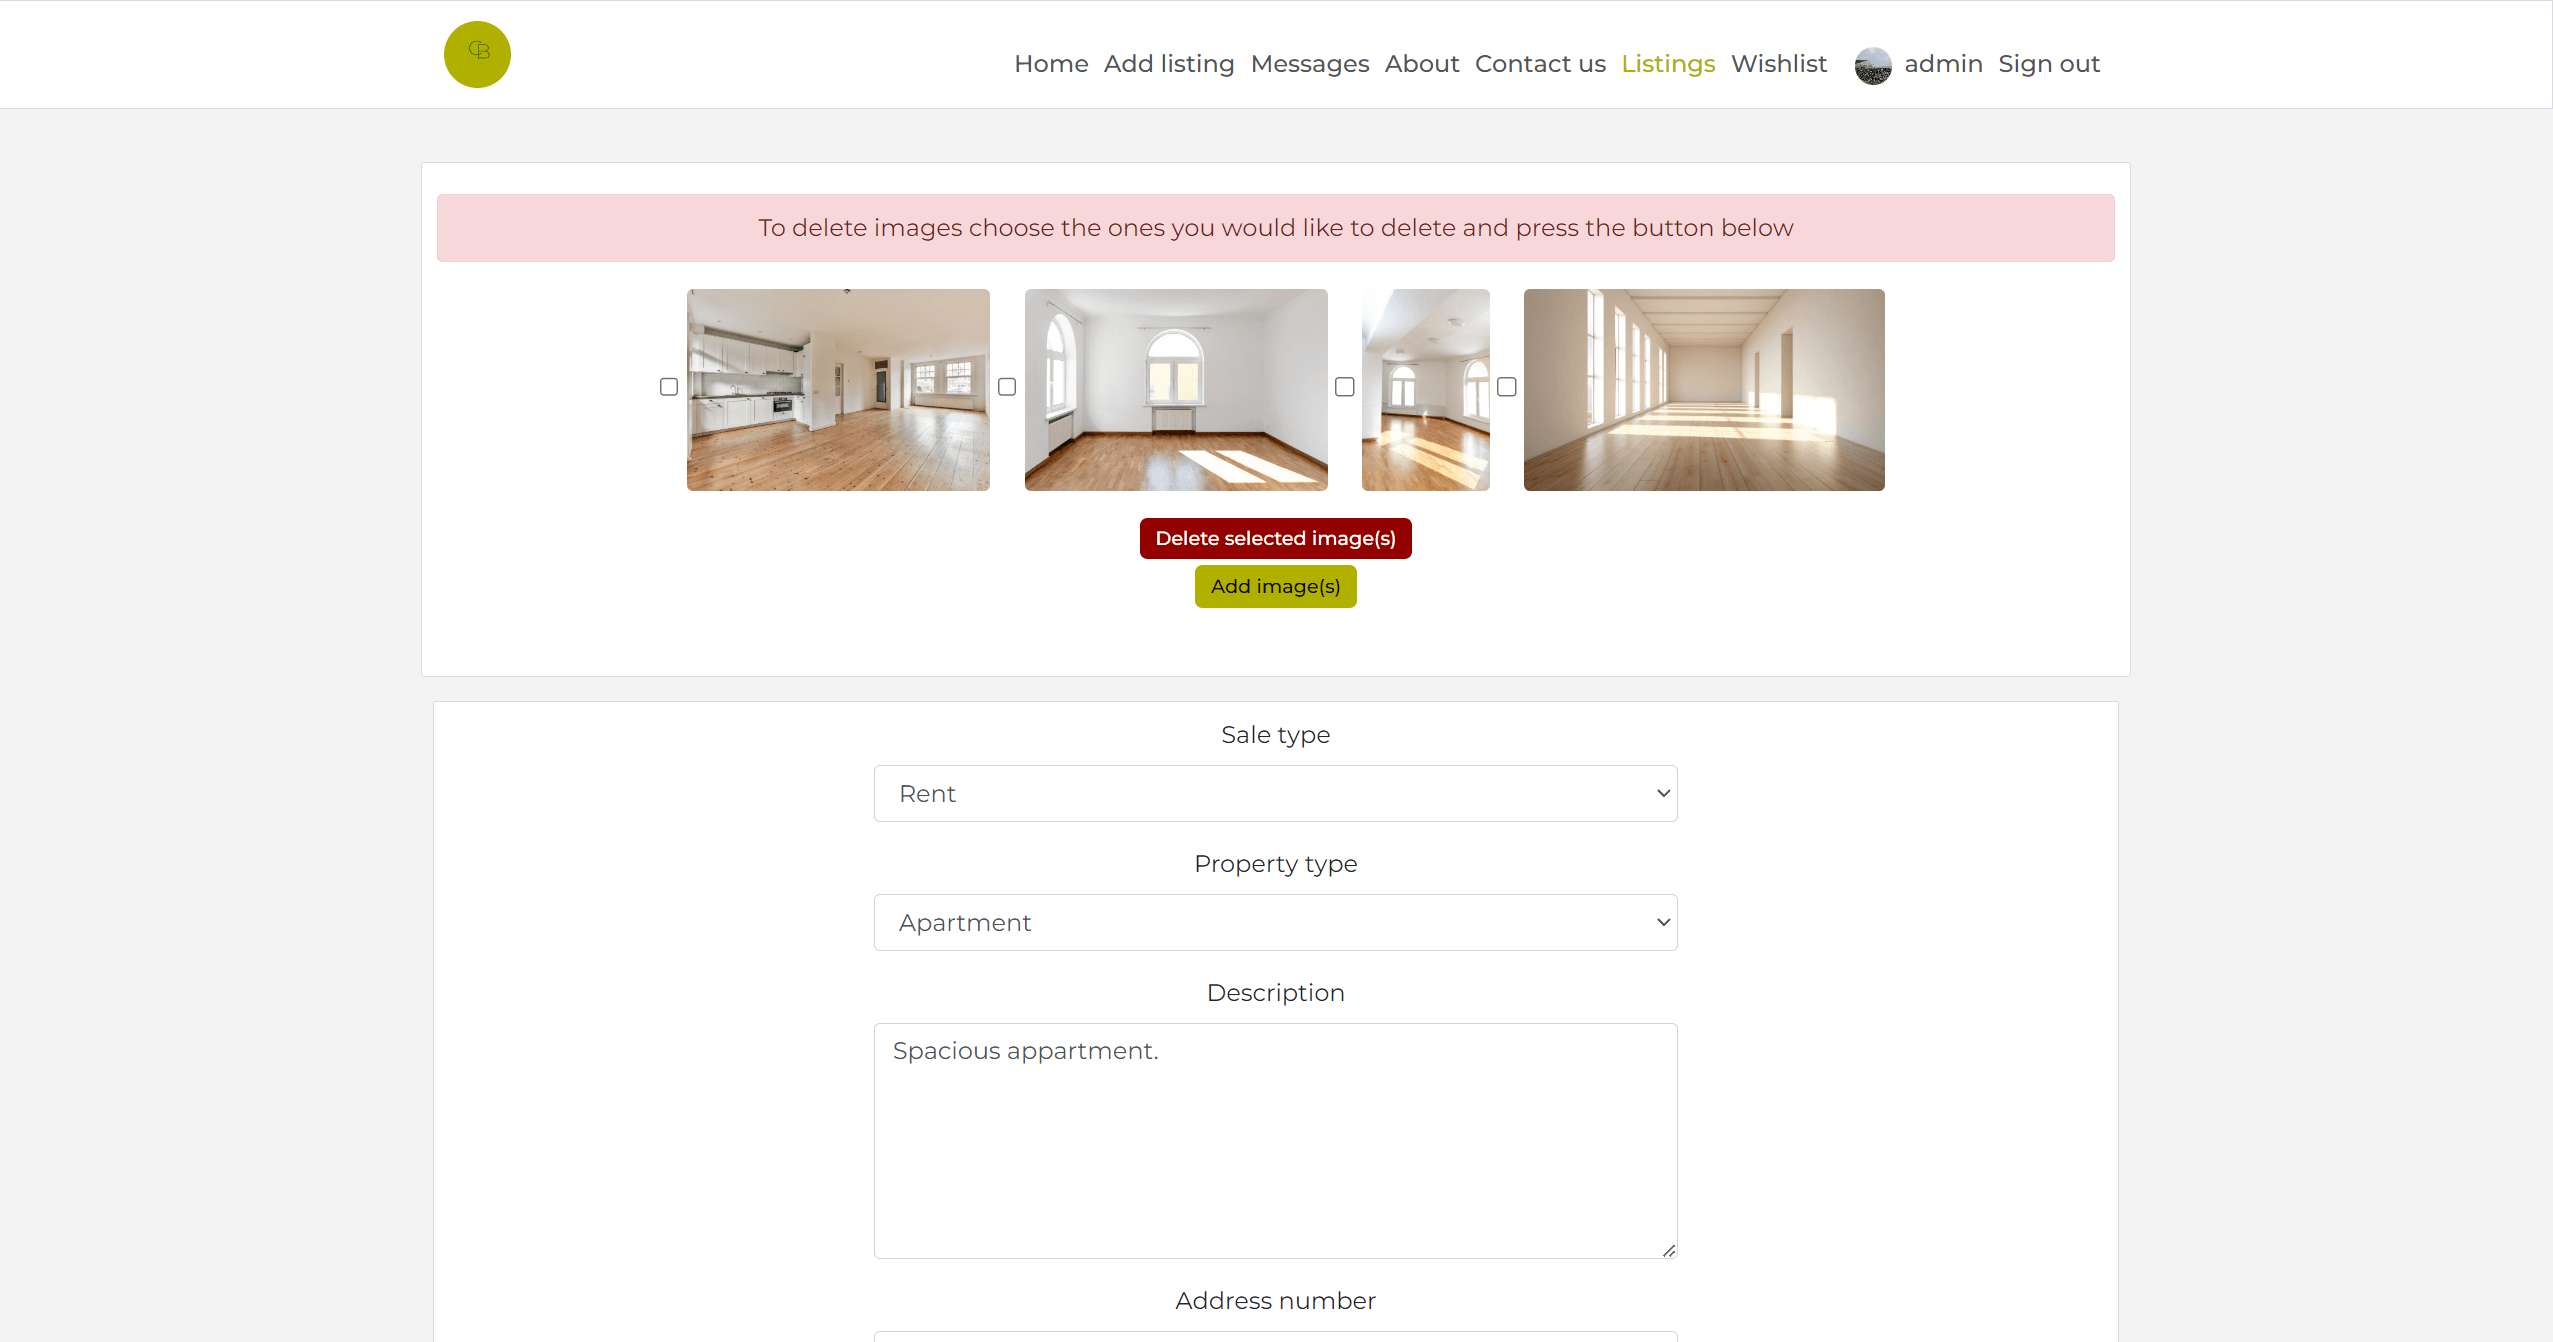 CB
Home Add listing Messages About Contact us Listings Wishlist admin Sign out
To delete images choose the ones you would like to delete and press the button below
Delete selected image(s)
Add image(s)
Sale type
Rent
Property type
Apartment
Description
Spacious appartment.
Address number